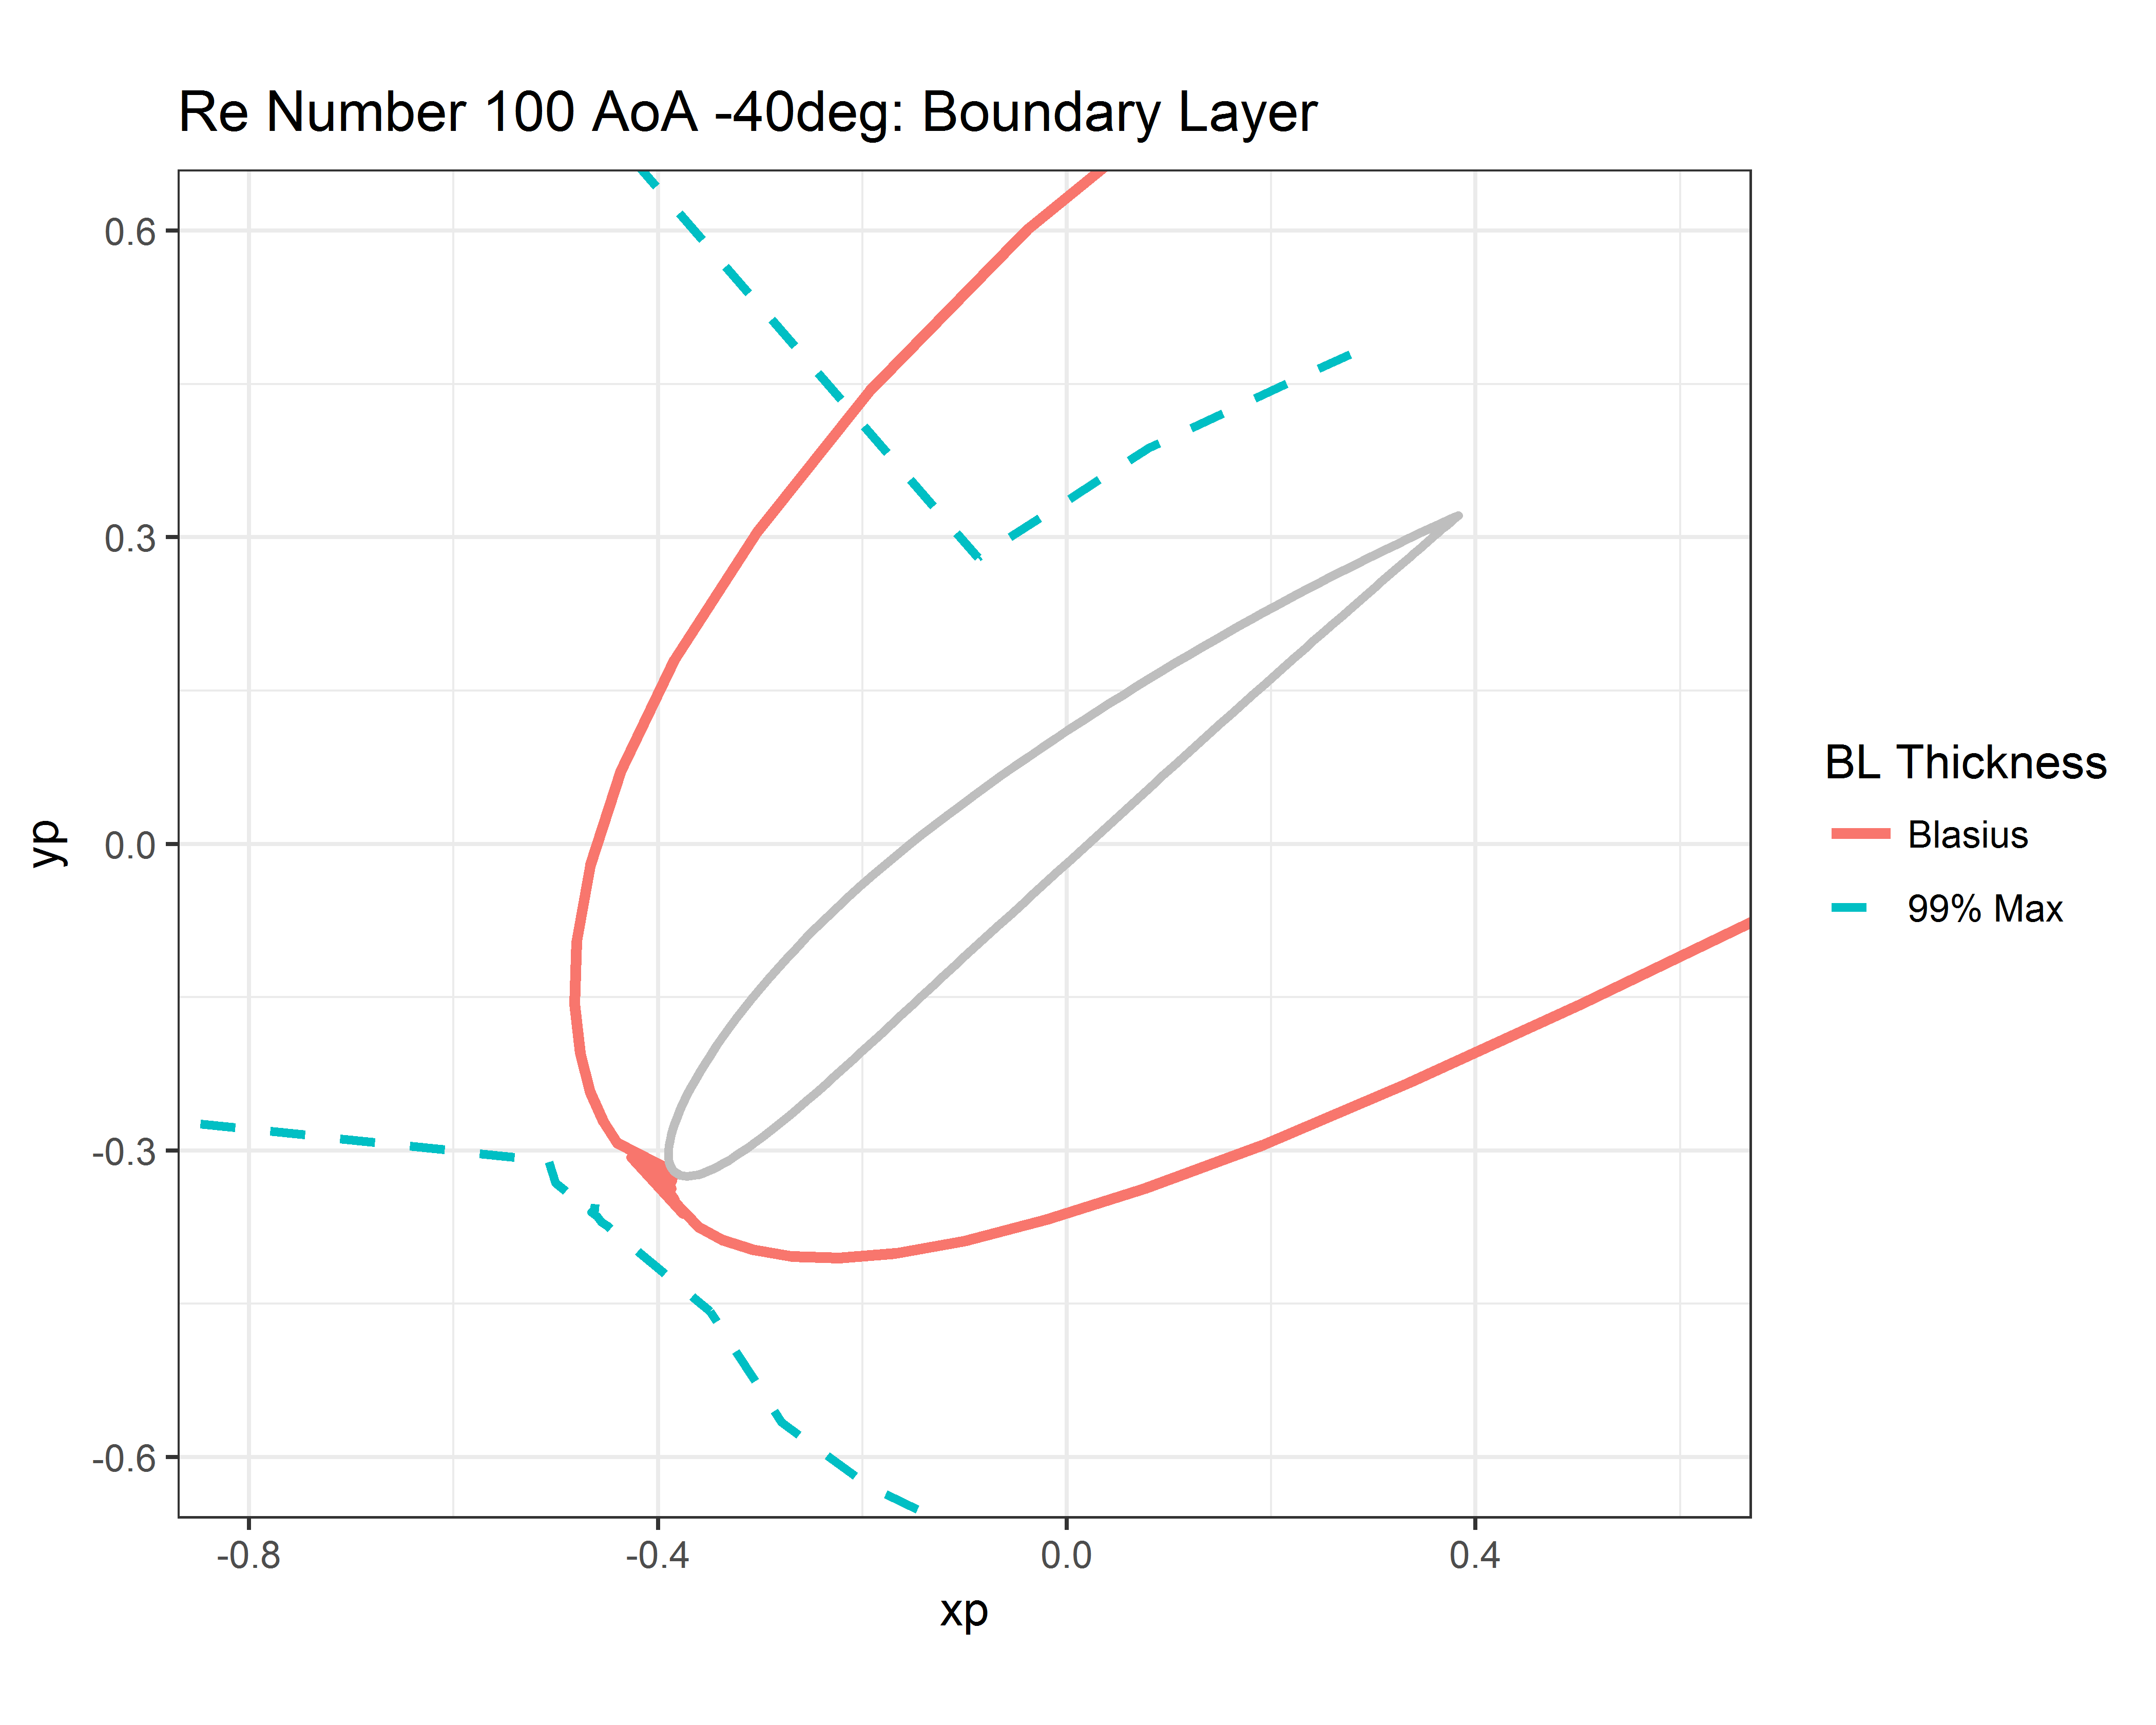 Re Number 100 AoA -40deg: Boundary Layer
0.6
0.3
0.0
-0.3
-0.6
yp
-0.8
-0.4
0.0
0.4
xp
BL Thickness
Blasius
99% Max